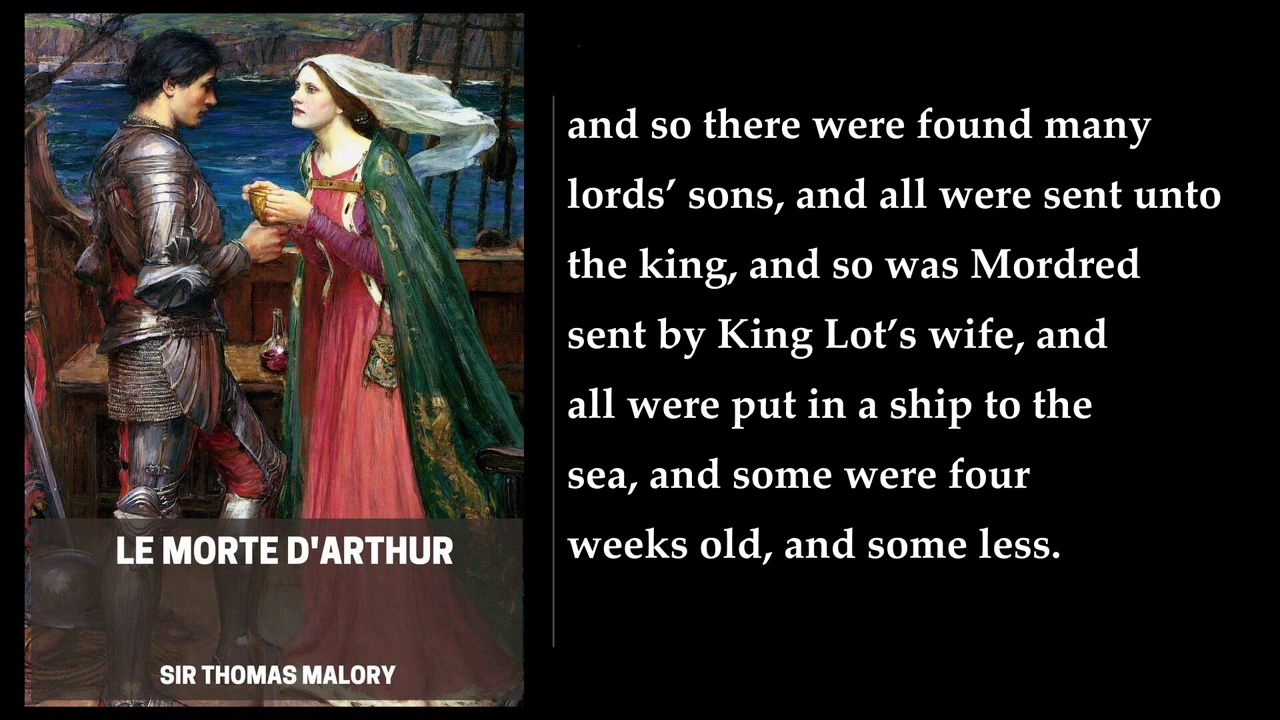 LE MORTE D'ARTHUR
SIR THOMAS MALORY
and so there were found many
lords’ sons, and all were sent unto
the king, and so was Mordred
sent by King Lot’s wife, and
all were put in a ship to the
sea, and some were four
weeks old, and some less.